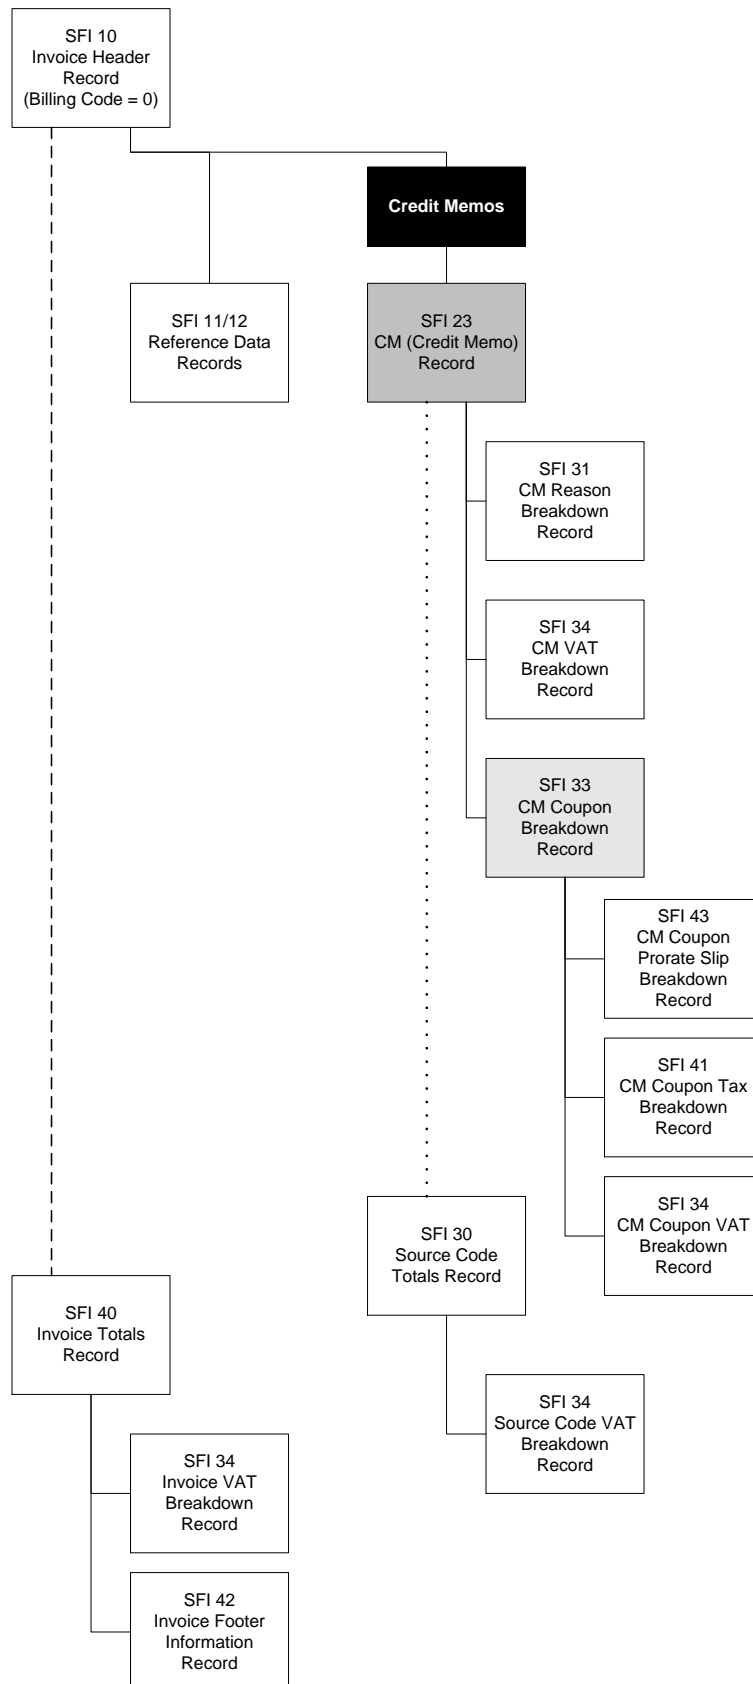 SFI 10
Invoice Header
Record
(Billing Code = 0)
Credit Memos
SFI 11/12
Reference Data
Records
SFI 23
CM (Credit Memo)
Record
SFI 31
CM Reason
Breakdown
Record
SFI 34
CM VAT
Breakdown
Record
SFI 33
CM Coupon
Breakdown
Record
SFI 43
CM Coupon
Prorate Slip
Breakdown
Record
SFI 41
CM Coupon Tax
Breakdown
Record
SFI 34
CM Coupon VAT
Breakdown
Record
SFI 30
Source Code
Totals Record
SFI 40
Invoice Totals
Record
SFI 34
Source Code VAT
Breakdown
Record
SFI 34
Invoice VAT
Breakdown
Record
SFI 42
Invoice Footer
Information
Record